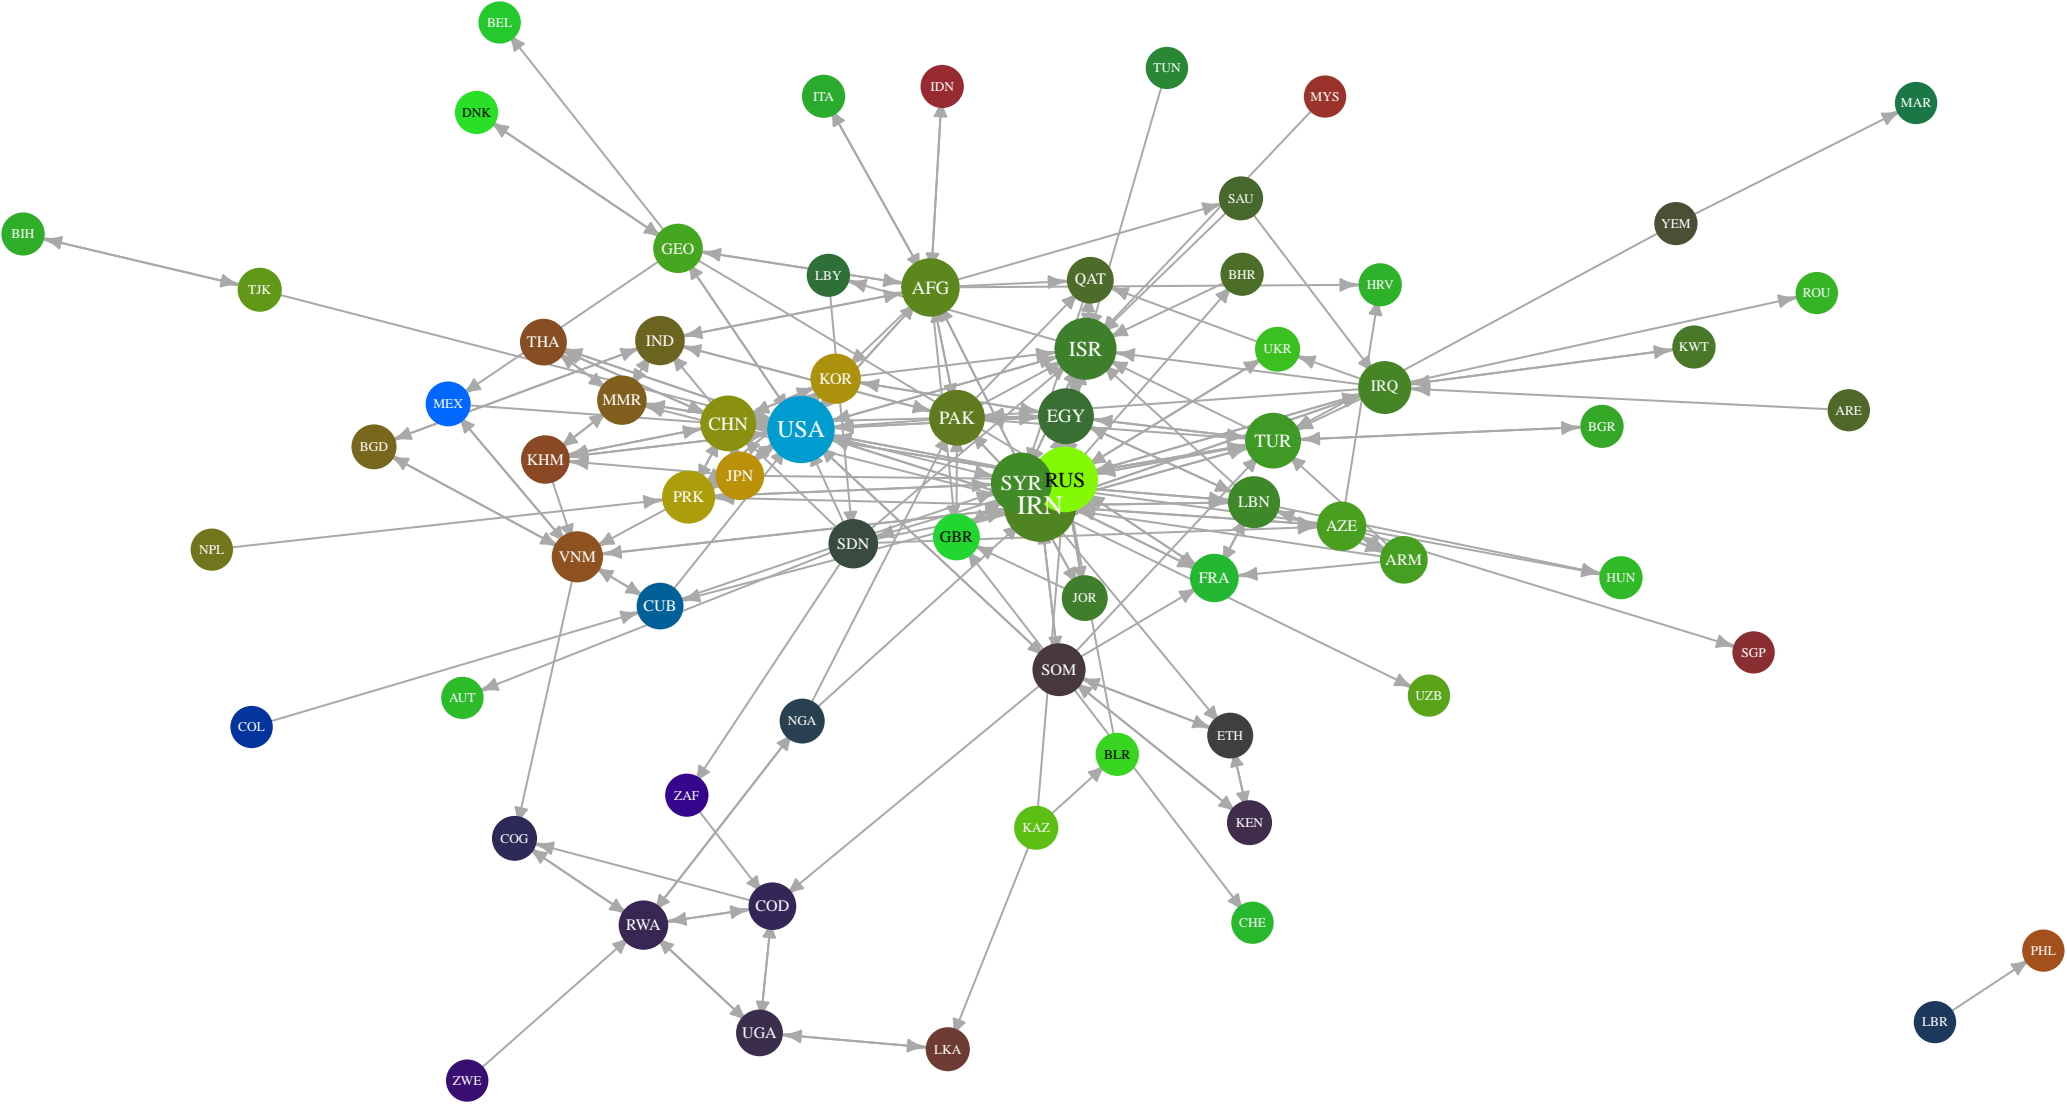 BEL
TUN
ITA
IDN
MYS
DNK
MAR
SAU
YEM
BIH
GEO
LBY
AFG
QAT
BHR
HRV
TJK
ROU
THA
IND
ISR
UKR
KWT
KOR
IRQ
MEX
MMR
CHN
USA
PAK
EGY
ARE
BGD
KHM
TUR
BGR
JPN
PRK
SYR
RUS
IRN
LBN
NPL
VNM
SDN
GBR
AZE
ARM
CUB
JOR
FRA
HUN
SOM
SGP
AUT
UZB
COL
NGA
ETH
BLR
ZAF
KAZ
KEN
COG
COD
RWA
CHE
PHL
UGA
LKA
LBR
ZWE